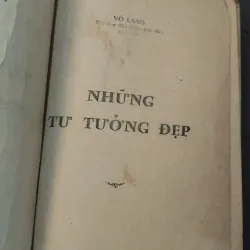 VÕ LANG
NHỮNG
TƯ TƯỞNG ĐẸP